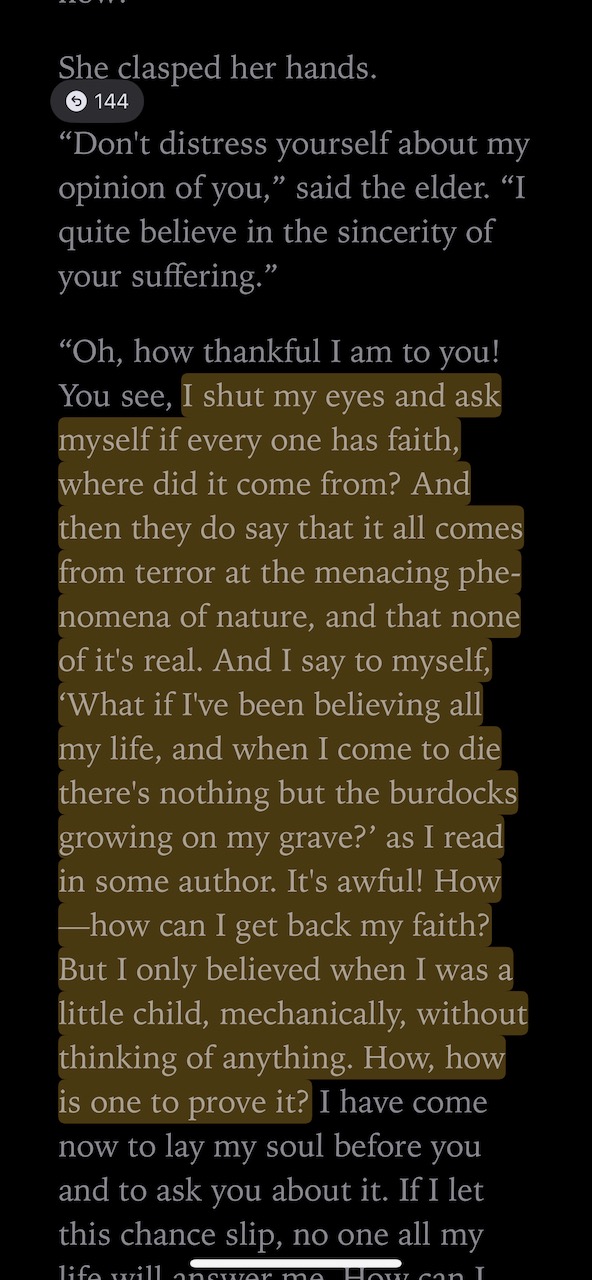 She clasped her hands.
144
“Don't distress yourself about my
opinion of you,” said the elder. “I
quite believe in the sincerity of
your suffering.”
“Oh, how thankful I am to you!
You see, I shut my eyes and ask
myself if every one has faith,
where did it come from? And
then they do say that it all comes
from terror at the menacing phe-
nomena of nature, and that none
of it's real. And I say to myself,
‘What if I've been believing all
my life, and when I come to die
there's nothing but the burdocks
growing on my grave?’ as I read
in some author. It's awful! How
—how can I get back my faith?
But I only believed when I was a
little child, mechanically, without
thinking of anything. How, how
is one to prove it? I have come
now to lay my soul before you
and to ask you about it. If I let
this chance slip, no one all my
life will answer me. How can I